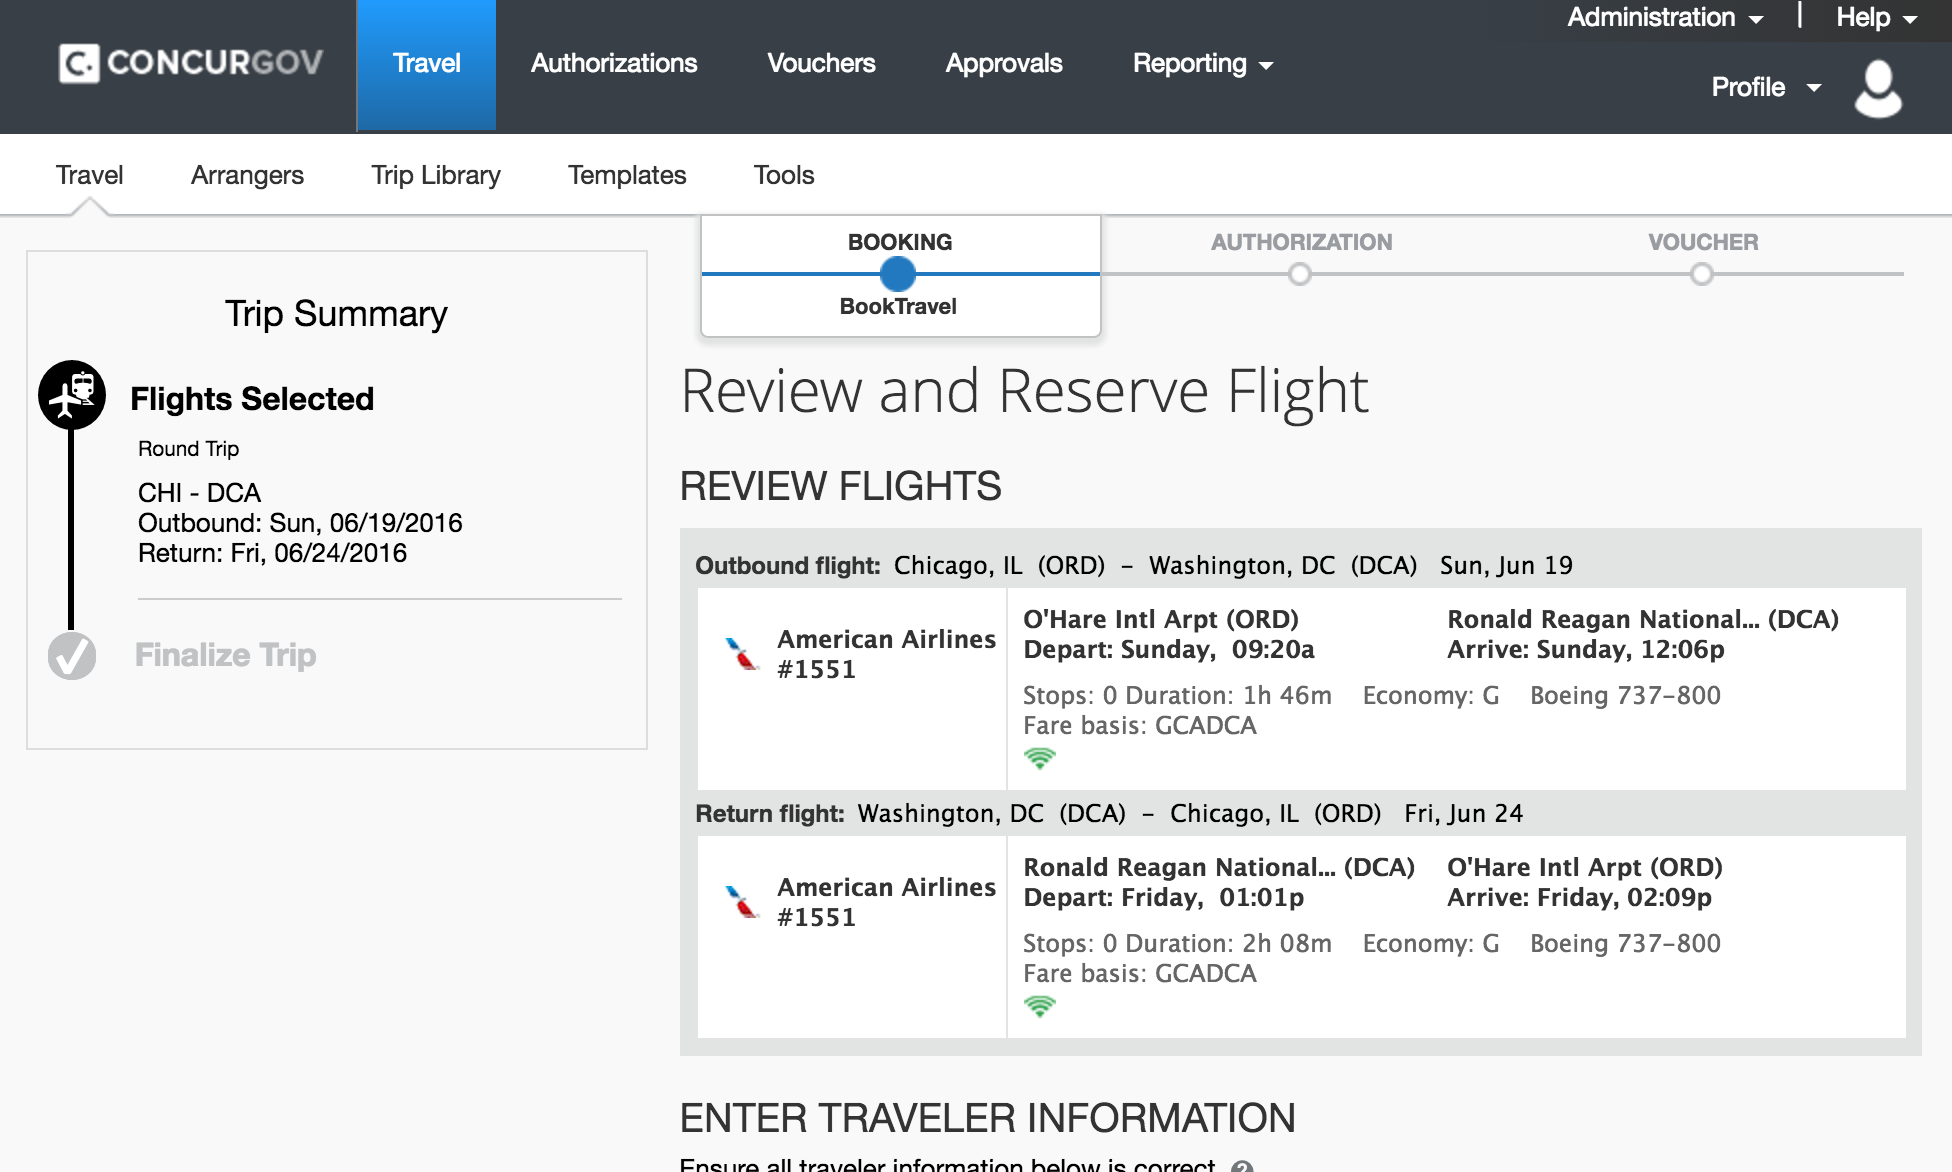 CONCURGOV
Travel
Authorizations
Vouchers
Approvals
Reporting
Administration | Help
Profile
Travel
Arrangers
Trip Library
Templates
Tools
Trip Summary
Flights Selected
Round Trip
CHI - DCA
Outbound: Sun, 06/19/2016
Return: Fri, 06/24/2016
Finalize Trip
BOOKING
BookTravel
AUTHORIZATION
VOUCHER
Review and Reserve Flight
REVIEW FLIGHTS
Outbound flight: Chicago, IL (ORD) – Washington, DC (DCA) Sun, Jun 19
American Airlines
#1551
O'Hare Intl Arpt (ORD)
Depart: Sunday, 09:20a
Ronald Reagan National... (DCA)
Arrive: Sunday, 12:06p
Stops: 0 Duration: 1h 46m Economy: G Boeing 737-800
Fare basis: GCADCA
Return flight: Washington, DC (DCA) – Chicago, IL (ORD) Fri, Jun 24
American Airlines
#1551
Ronald Reagan National... (DCA)
Depart: Friday, 01:01p
O'Hare Intl Arpt (ORD)
Arrive: Friday, 02:09p
Stops: 0 Duration: 2h 08m Economy: G Boeing 737-800
Fare basis: GCADCA
ENTER TRAVELER INFORMATION
Ensure all traveler information below is correct. ?